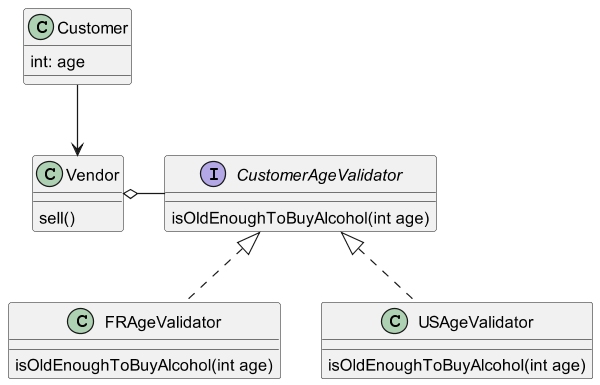 C Customer
int: age
C Vendor
sell()
I CustomerAgeValidator
isOldEnoughToBuyAlcohol(int age)
C FRAgeValidator
isOldEnoughToBuyAlcohol(int age)
C USAgeValidator
isOldEnoughToBuyAlcohol(int age)